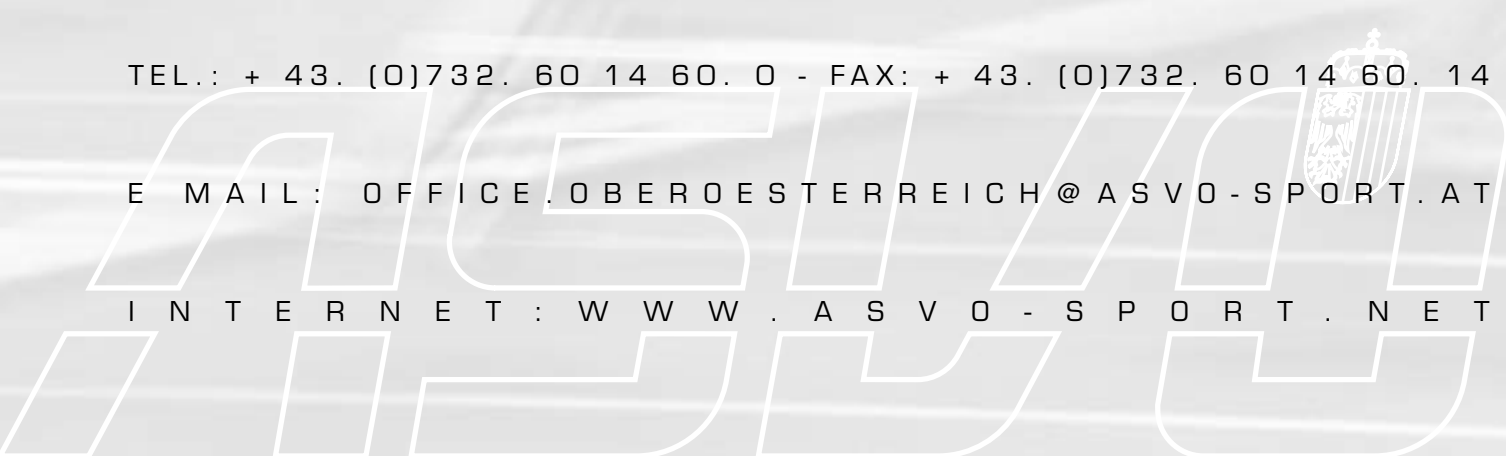 TEL.: + 43. (0)732. 60 14 60. 0 - FAX: + 43. (0)732. 60 14 60. 14
E MAIL: OFFICE.OBEROESTERREICH@ASVO-SPORT.AT
INTERNET:WWW.ASVO-SPORT.NET
ASVO